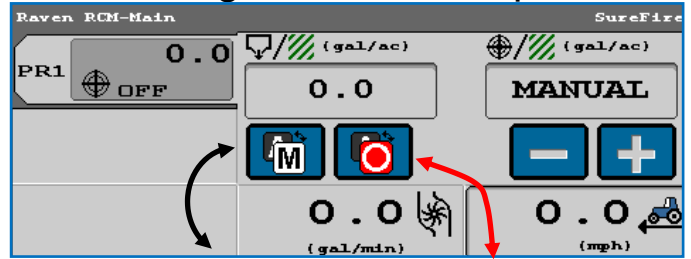 Raven RCM-Main SureFire
PR1 0.0 OFF
(gal/ac) (gal/ac)
0.0 MANUAL
M
- +
0.0 0.0
(gal/min) (mph)